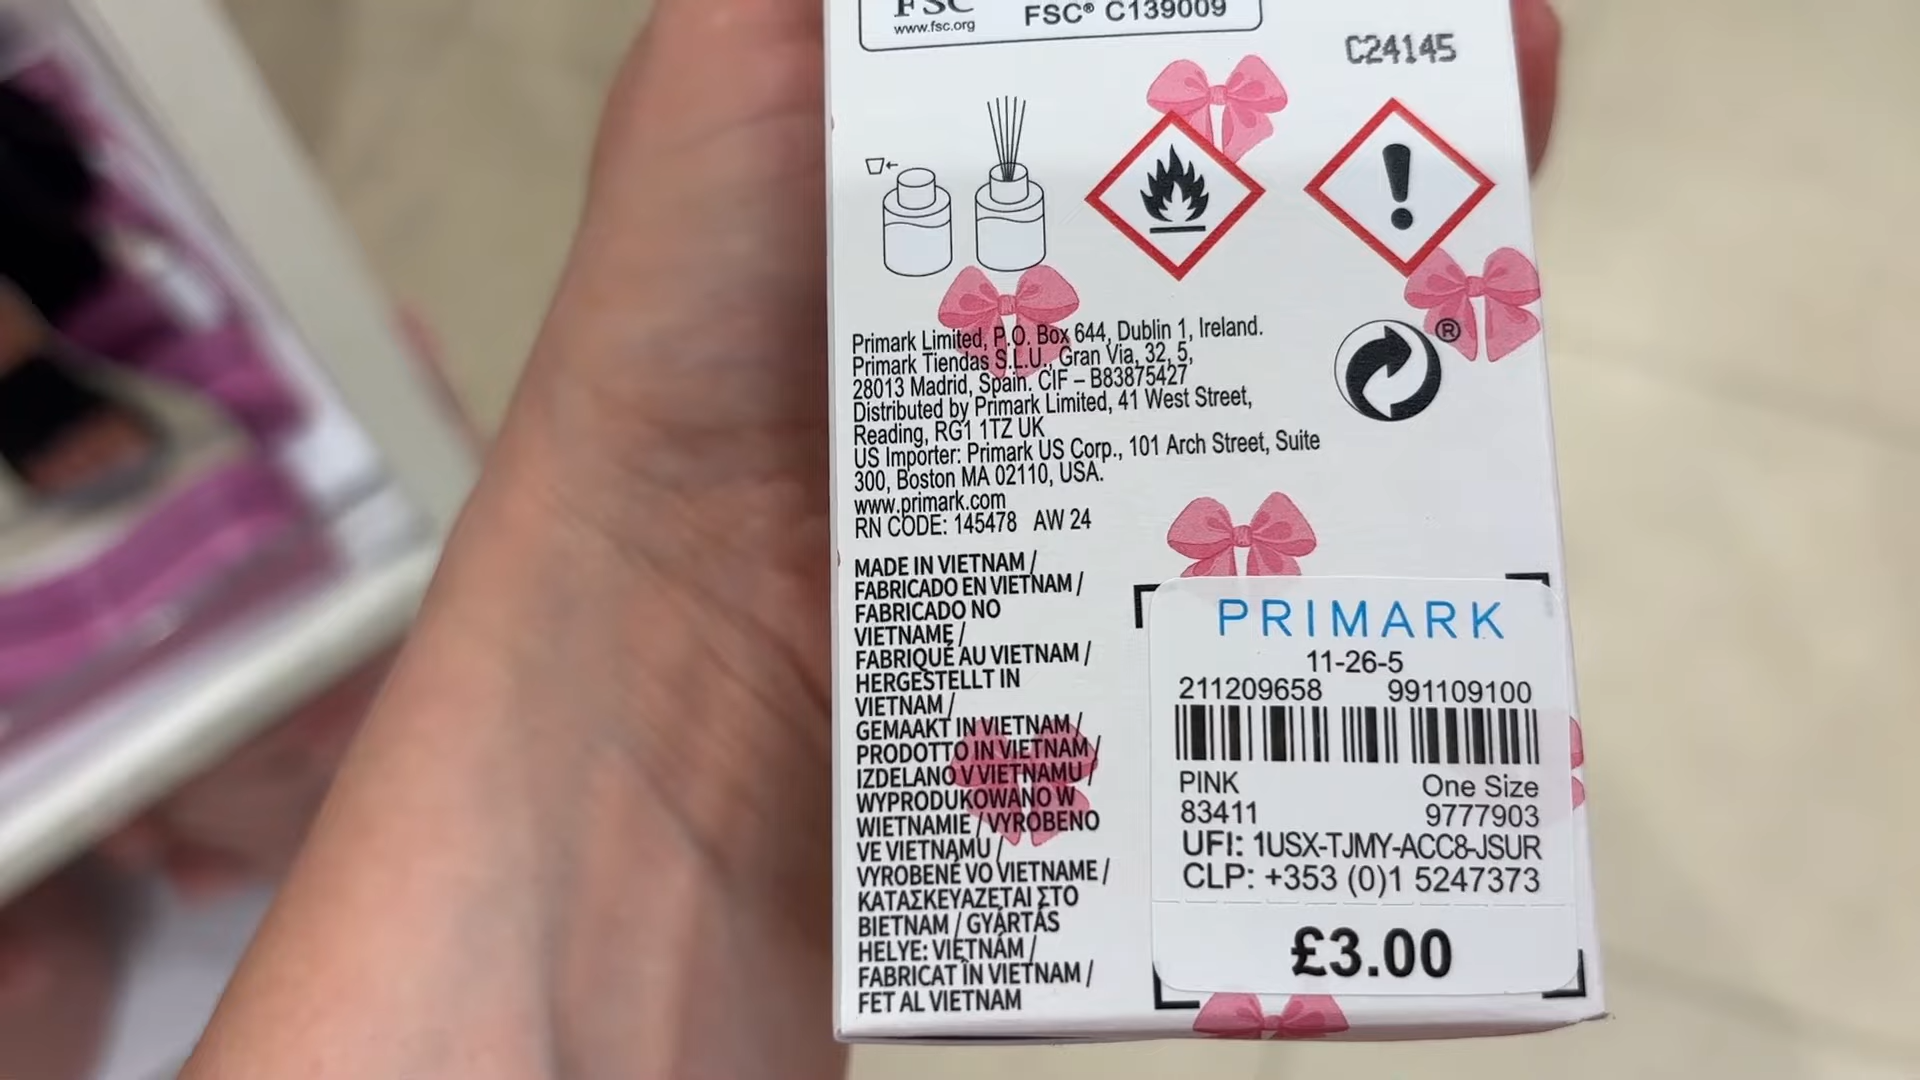 FSC
www.fsc.org
FSC® C139009
C24145
Primark Limited, P.O. Box 644, Dublin 1, Ireland.
Primark Tiendas S.L.U., Gran Via, 32, 5,
28013 Madrid, Spain. CIF – B83875427
Distributed by Primark Limited, 41 West Street,
Reading, RG1 1TZ UK
US Importer: Primark US Corp., 101 Arch Street, Suite
300, Boston MA 02110, USA.
www.primark.com
RN CODE: 145478 AW 24
®
MADE IN VIETNAM /
FABRICADO EN VIETNAM /
FABRICADO NO
VIETNAME /
FABRIQUÉ AU VIETNAM /
HERGESTELLT IN
VIETNAM /
GEMAAKT IN VIETNAM /
PRODOTTO IN VIETNAM /
IZDELANO V VIETNAMU /
WYPRODUKOWANO W
WIETNAMIE / VYROBENO
VE VIETNAMU /
VYROBENÉ VO VIETNAME /
ΚΑΤΑΣΚΕΥΑΖΕΤΑΙ ΣΤΟ
ΒΙΕΤΝΑΜ / GYÁRTÁS
HELYE: VIETNÁM /
FABRICAT ÎN VIETNAM /
FET AL VIETNAM
PRIMARK
11-26-5
211209658 991109100
PINK One Size
83411 9777903
UFI: 1USX-TJMY-ACC8-JSUR
CLP: +353 (0)1 5247373
£3.00